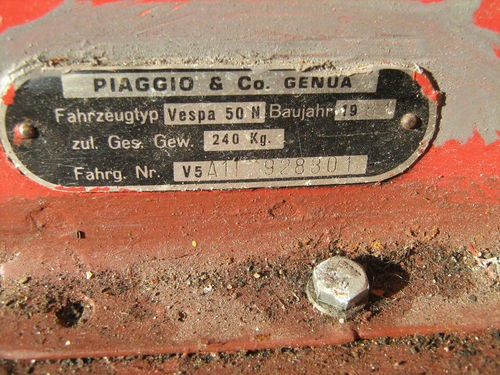 PIAGGIO & Co. GENUA
Fahrzeugtyp Vespa 50 N Baujahr 19
zul. Ges. Gew. 240 Kg.
Fahrg. Nr. V5A1T 928301